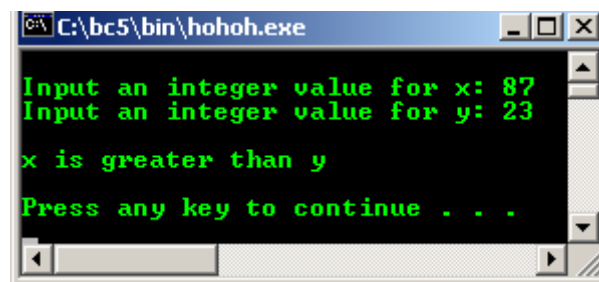 C:\bc5\bin\hohoh.exe
Input an integer value for x: 87
Input an integer value for y: 23
x is greater than y
Press any key to continue . . .